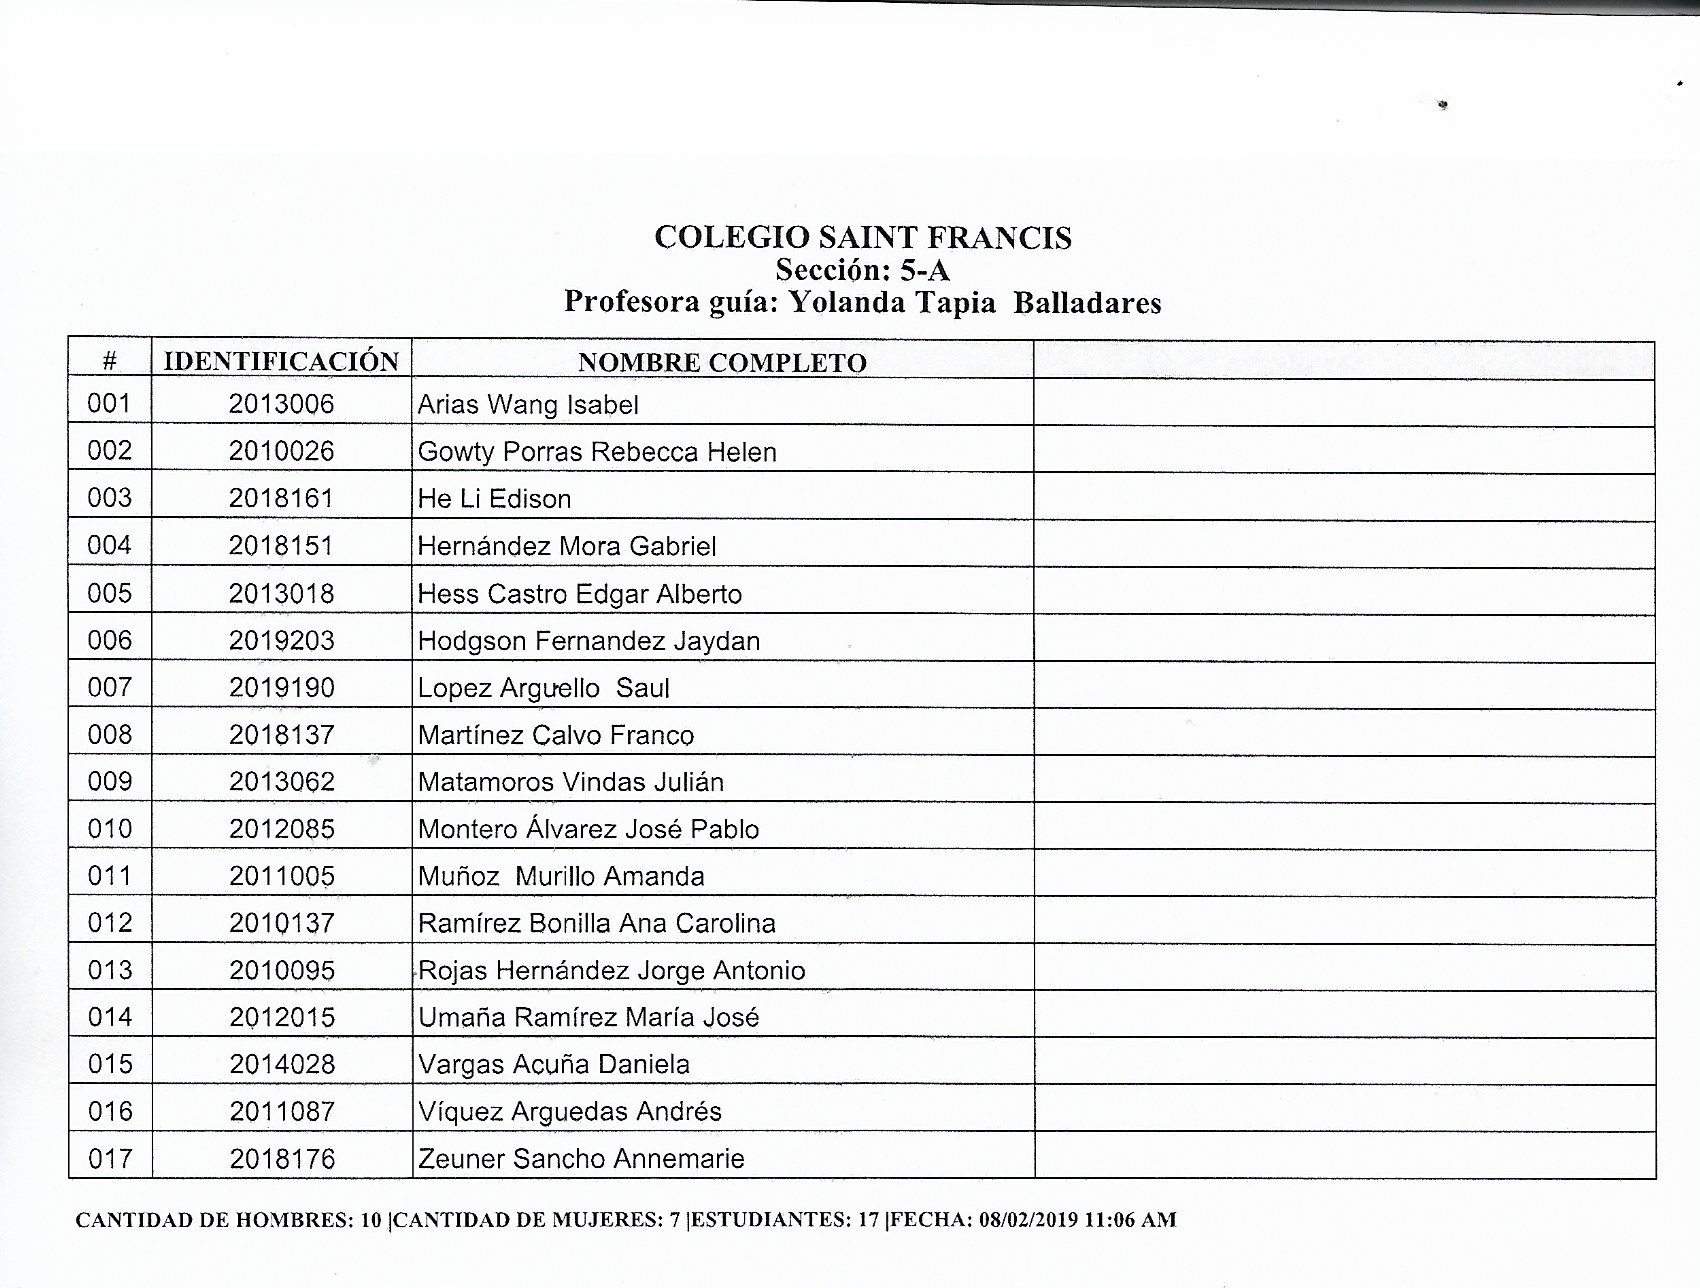 COLEGIO SAINT FRANCIS
Sección: 5-A
Profesora guía: Yolanda Tapia  Balladares
# IDENTIFICACIÓN NOMBRE COMPLETO
001 2013006 Arias Wang Isabel
002 2010026 Gowty Porras Rebecca Helen
003 2018161 He Li Edison
004 2018151 Hernández Mora Gabriel
005 2013018 Hess Castro Edgar Alberto
006 2019203 Hodgson Fernandez Jaydan
007 2019190 Lopez Arguello  Saul
008 2018137 Martínez Calvo Franco
009 2013062 Matamoros Vindas Julián
010 2012085 Montero Álvarez José Pablo
011 2011005 Muñoz  Murillo Amanda
012 2010137 Ramírez Bonilla Ana Carolina
013 2010095 Rojas Hernández Jorge Antonio
014 2012015 Umaña Ramírez María José
015 2014028 Vargas Acuña Daniela
016 2011087 Víquez Arguedas Andrés
017 2018176 Zeuner Sancho Annemarie
CANTIDAD DE HOMBRES: 10 |CANTIDAD DE MUJERES: 7 |ESTUDIANTES: 17 |FECHA: 08/02/2019 11:06 AM